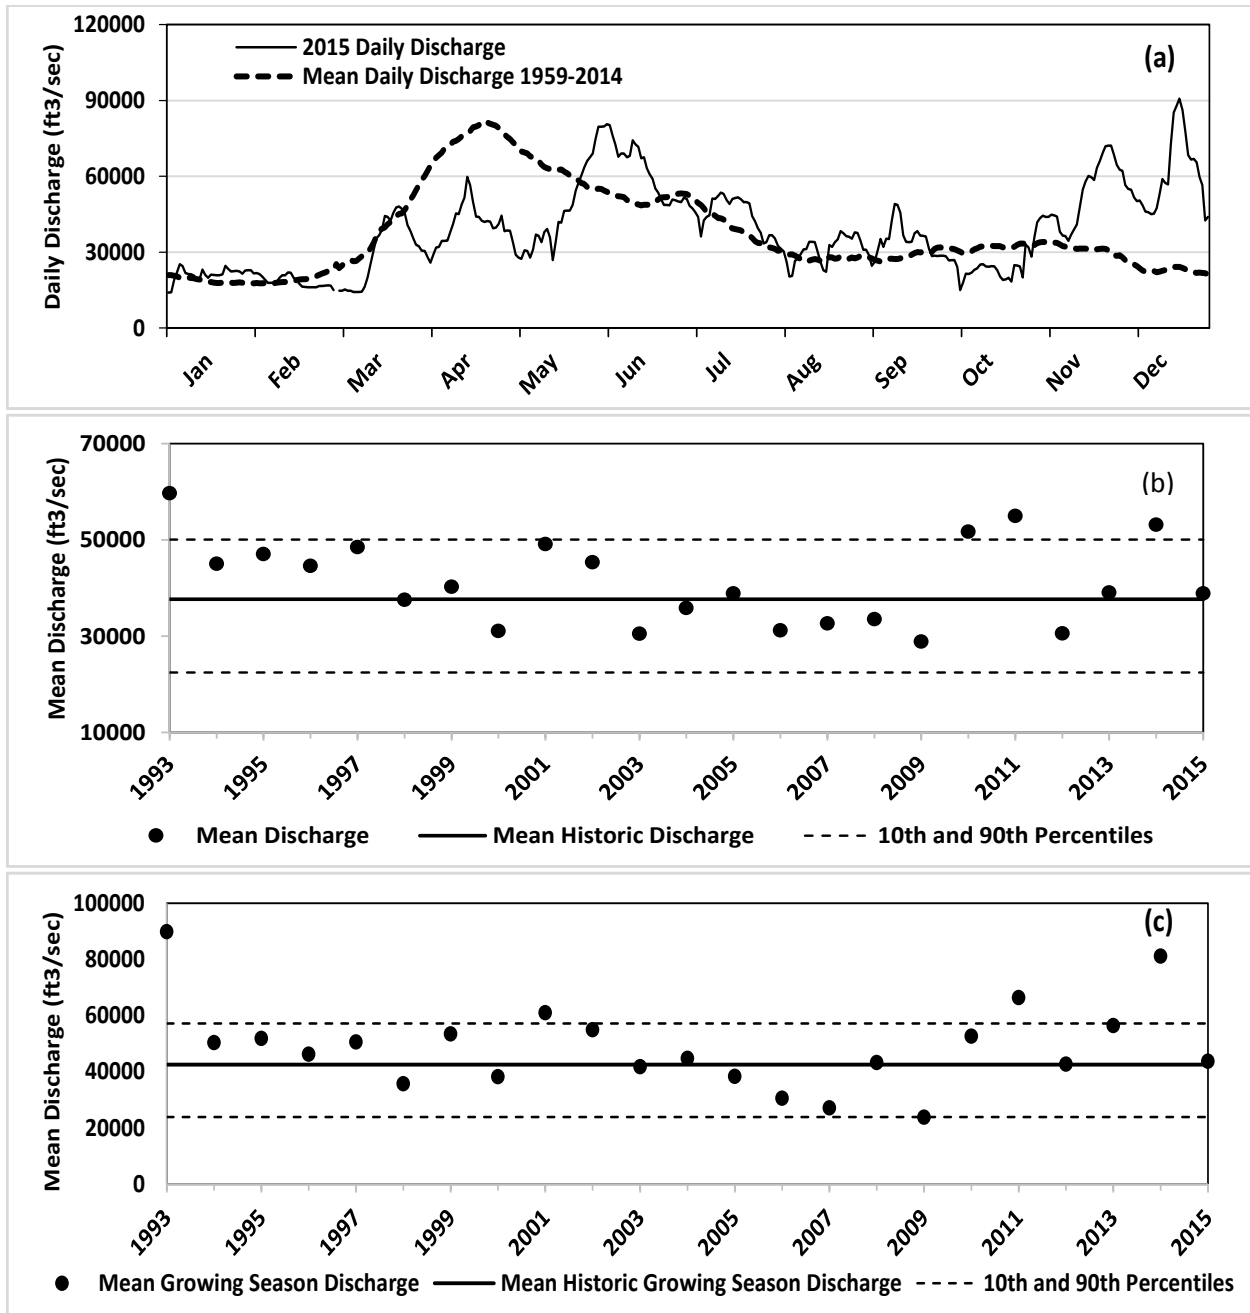 120000
90000
60000
30000
0
Daily Discharge (ft3/sec)
2015 Daily Discharge
Mean Daily Discharge 1959-2014
(a)
Jan
Feb
Mar
Apr
May
Jun
Jul
Aug
Sep
Oct
Nov
Dec
70000
50000
30000
10000
Mean Discharge (ft3/sec)
(b)
1993
1995
1997
1999
2001
2003
2005
2007
2009
2011
2013
2015
Mean Discharge
Mean Historic Discharge
10th and 90th Percentiles
100000
80000
60000
40000
20000
0
Mean Discharge (ft3/sec)
(c)
1993
1995
1997
1999
2001
2003
2005
2007
2009
2011
2013
2015
Mean Growing Season Discharge
Mean Historic Growing Season Discharge
10th and 90th Percentiles